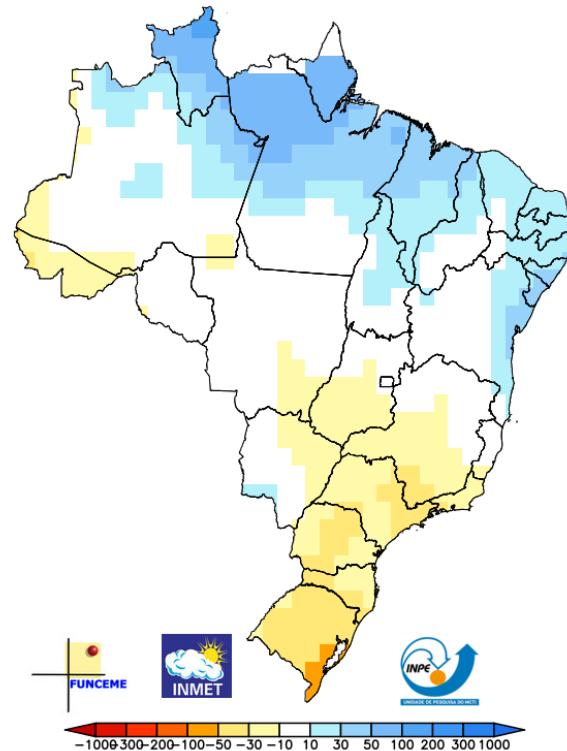 FUNCEME
INMET
INPE
UNIDADE DE PESQUISA DO MCTI
-1000-300-200-100 -50 -30 -10 10 30 50 100 200 300 1000